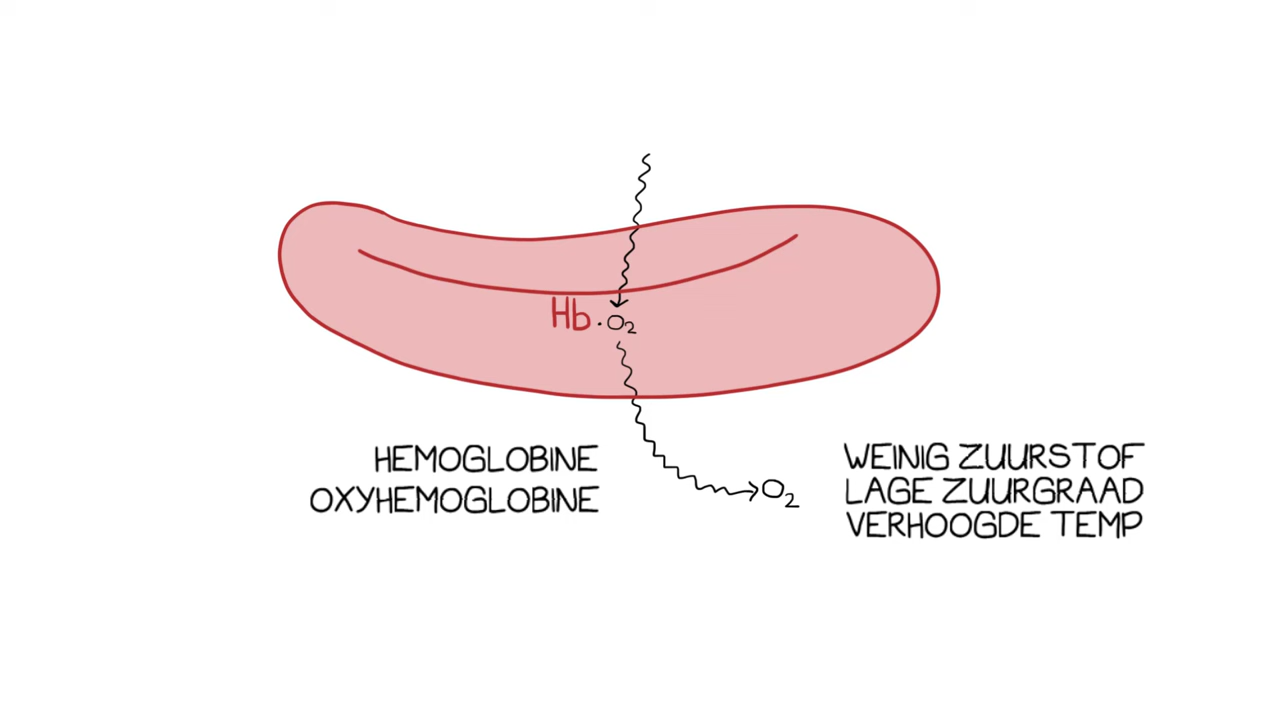 Hb·O₂
HEMOGLOBINE
OXYHEMOGLOBINE
O₂
WEINIG ZUURSTOF
LAGE ZUURGRAAD
VERHOOGDE TEMP